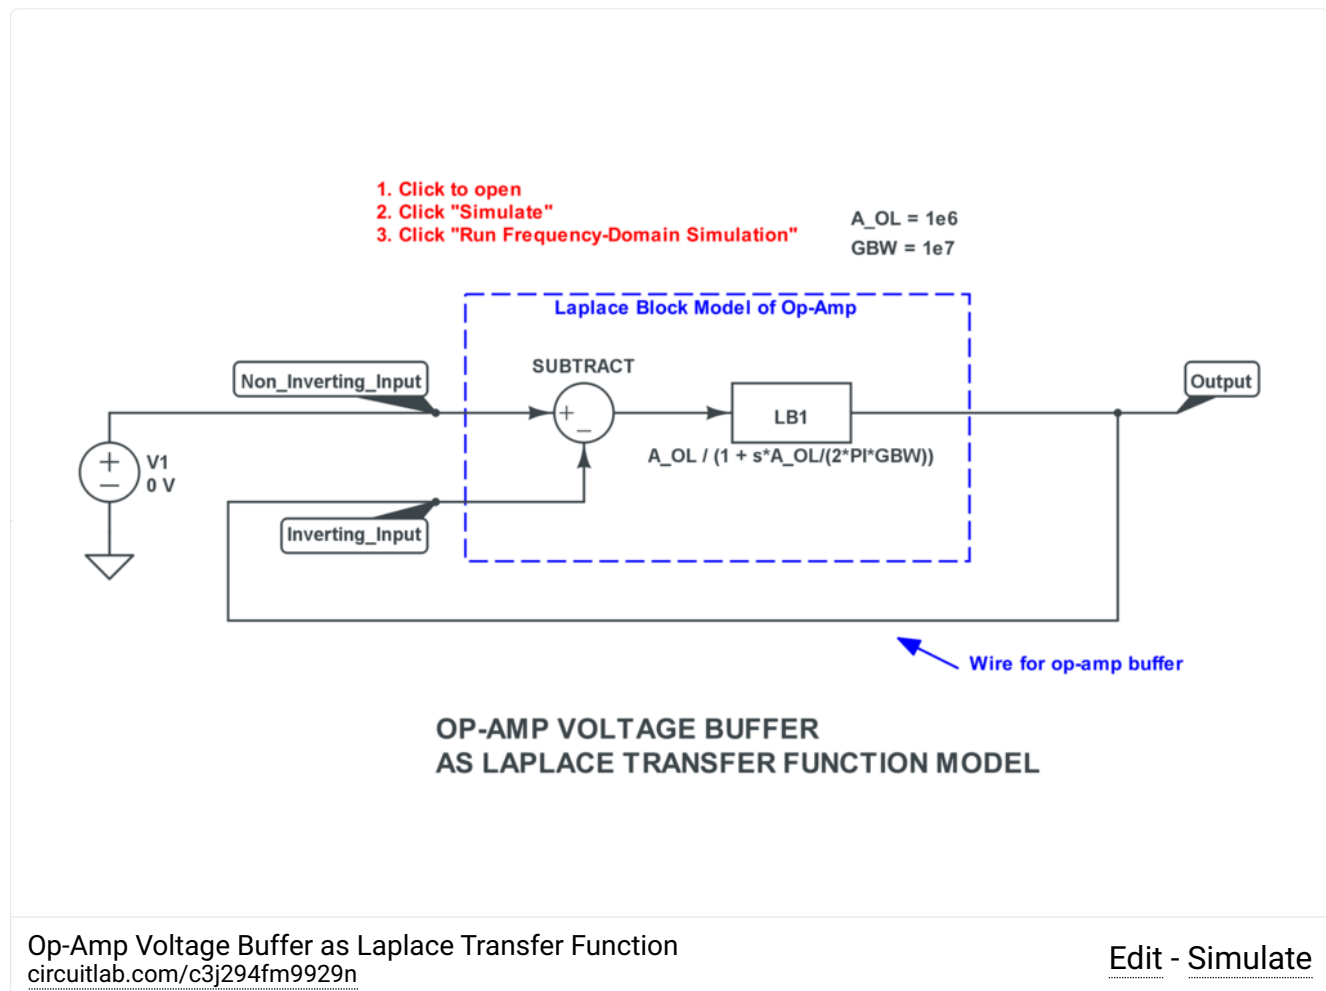 1. Click to open
2. Click "Simulate"
3. Click "Run Frequency-Domain Simulation"
A_OL = 1e6
GBW = 1e7
Laplace Block Model of Op-Amp
SUBTRACT
Non_Inverting_Input
Output
+
−
LB1
A_OL / (1 + s*A_OL/(2*PI*GBW))
+
−
V1
0 V
Inverting_Input
Wire for op-amp buffer
OP-AMP VOLTAGE BUFFER
AS LAPLACE TRANSFER FUNCTION MODEL
Op-Amp Voltage Buffer as Laplace Transfer Function
circuitlab.com/c3j294fm9929n
Edit - Simulate